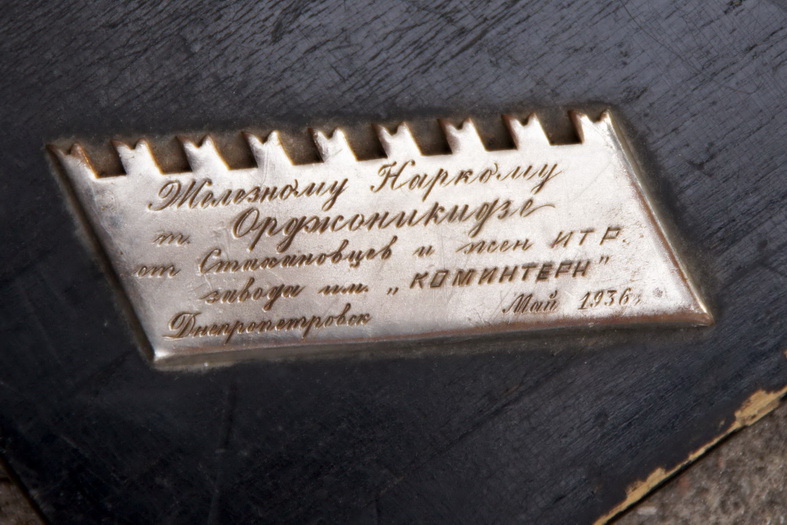 Железному Наркому
т. Орджоникидзе
от Стахановцев и жен ИТР.
завода им. „КОМИНТЕРН"
Днепропетровск Май 1936г